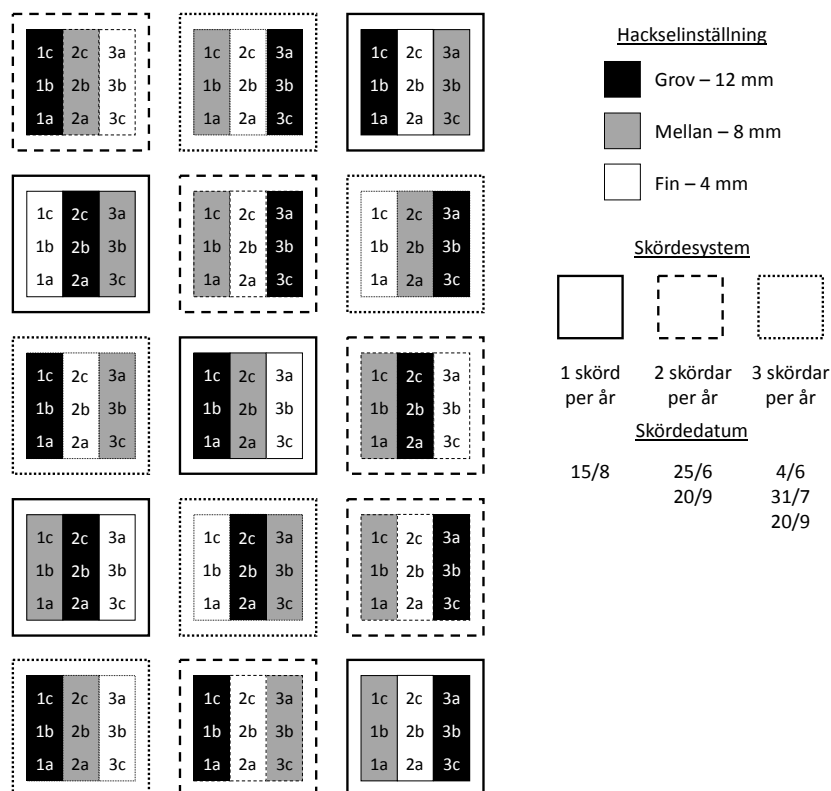 1c 2c 3a
1b 2b 3b
1a 2a 3c
1c 2c 3a
1b 2b 3b
1a 2a 3c
1c 2c 3a
1b 2b 3b
1a 2a 3c
1c 2c 3a
1b 2b 3b
1a 2a 3c
1c 2c 3a
1b 2b 3b
1a 2a 3c
1c 2c 3a
1b 2b 3b
1a 2a 3c
1c 2c 3a
1b 2b 3b
1a 2a 3c
1c 2c 3a
1b 2b 3b
1a 2a 3c
1c 2c 3a
1b 2b 3b
1a 2a 3c
1c 2c 3a
1b 2b 3b
1a 2a 3c
1c 2c 3a
1b 2b 3b
1a 2a 3c
1c 2c 3a
1b 2b 3b
1a 2a 3c
1c 2c 3a
1b 2b 3b
1a 2a 3c
1c 2c 3a
1b 2b 3b
1a 2a 3c
1c 2c 3a
1b 2b 3b
1a 2a 3c
Hackselinställning
Grov – 12 mm
Mellan – 8 mm
Fin – 4 mm
Skördesystem
1 skörd 2 skördar 3 skördar
per år per år per år
Skördedatum
15/8 25/6 4/6
20/9 31/7
20/9